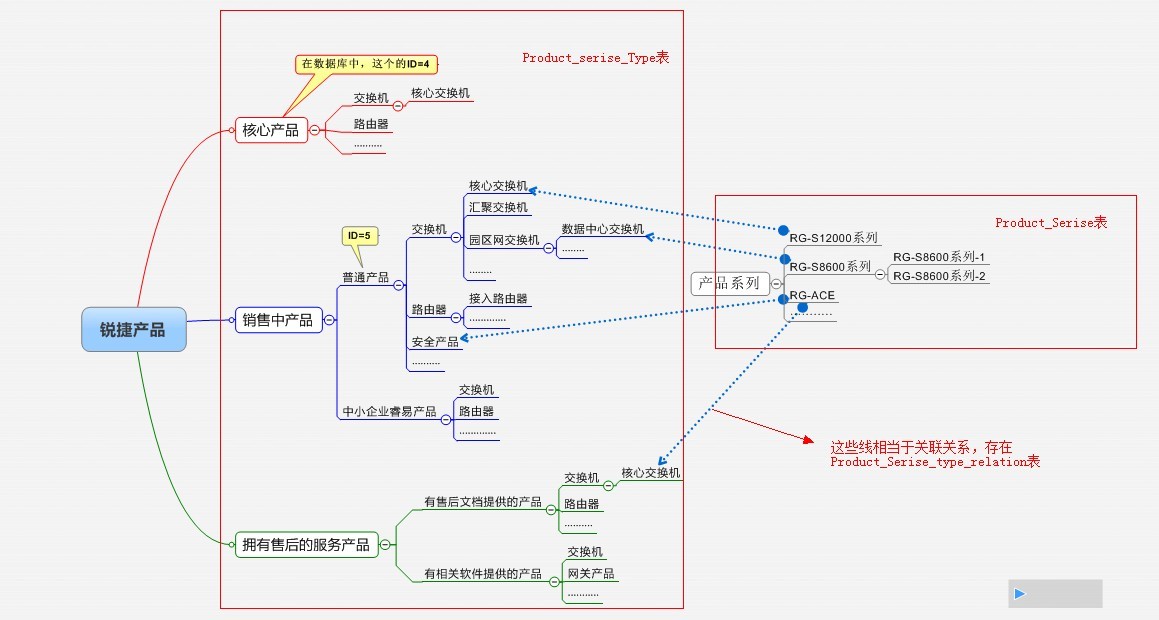 Product_serise_Type表
在数据库中，这个的ID=4
交换机
核心交换机
核心产品
路由器
..........
核心交换机
汇聚交换机
ID=5
交换机
园区网交换机
数据中心交换机
........
........
普通产品
路由器
接入路由器
.............
安全产品
..........
锐捷产品
销售中产品
中小企业睿易产品
交换机
路由器
.............
有售后文档提供的产品
交换机
核心交换机
路由器
..........
拥有售后的服务产品
有相关软件提供的产品
交换机
网关产品
...........
Product_Serise表
RG-S12000系列
RG-S8600系列
RG-S8600系列-1
RG-S8600系列-2
产品系列
RG-ACE
............
这些线相当于关联关系，存在
Product_Serise_type_relation表